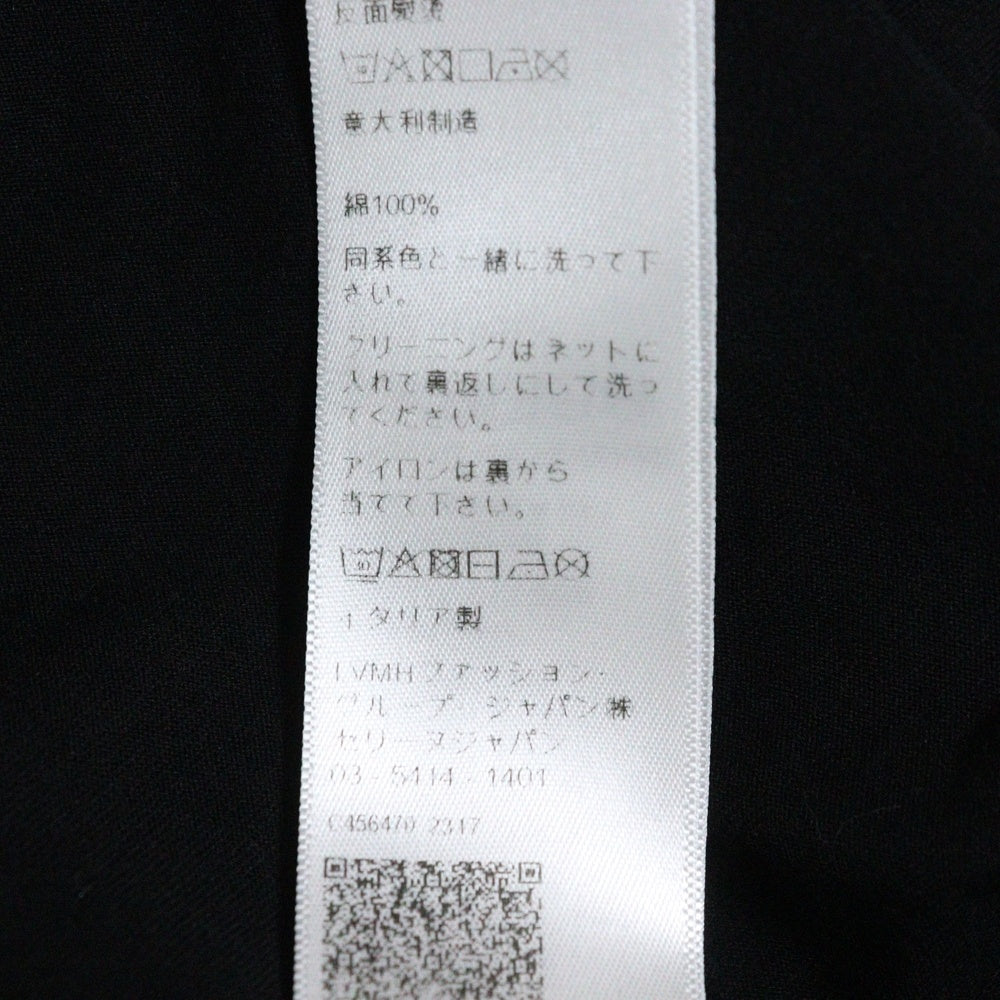 反面熨烫
意大利制造
綿100%
同系色と一緒に洗って下
さい。
クリーニングはネットに
入れて裏返しにして洗っ
てください。
アイロンは裏から
当てて下さい。
イタリア製
LVMHファッション・
グループ・ジャパン株
セリーヌジャパン
03-5414-1401
C456470 2317